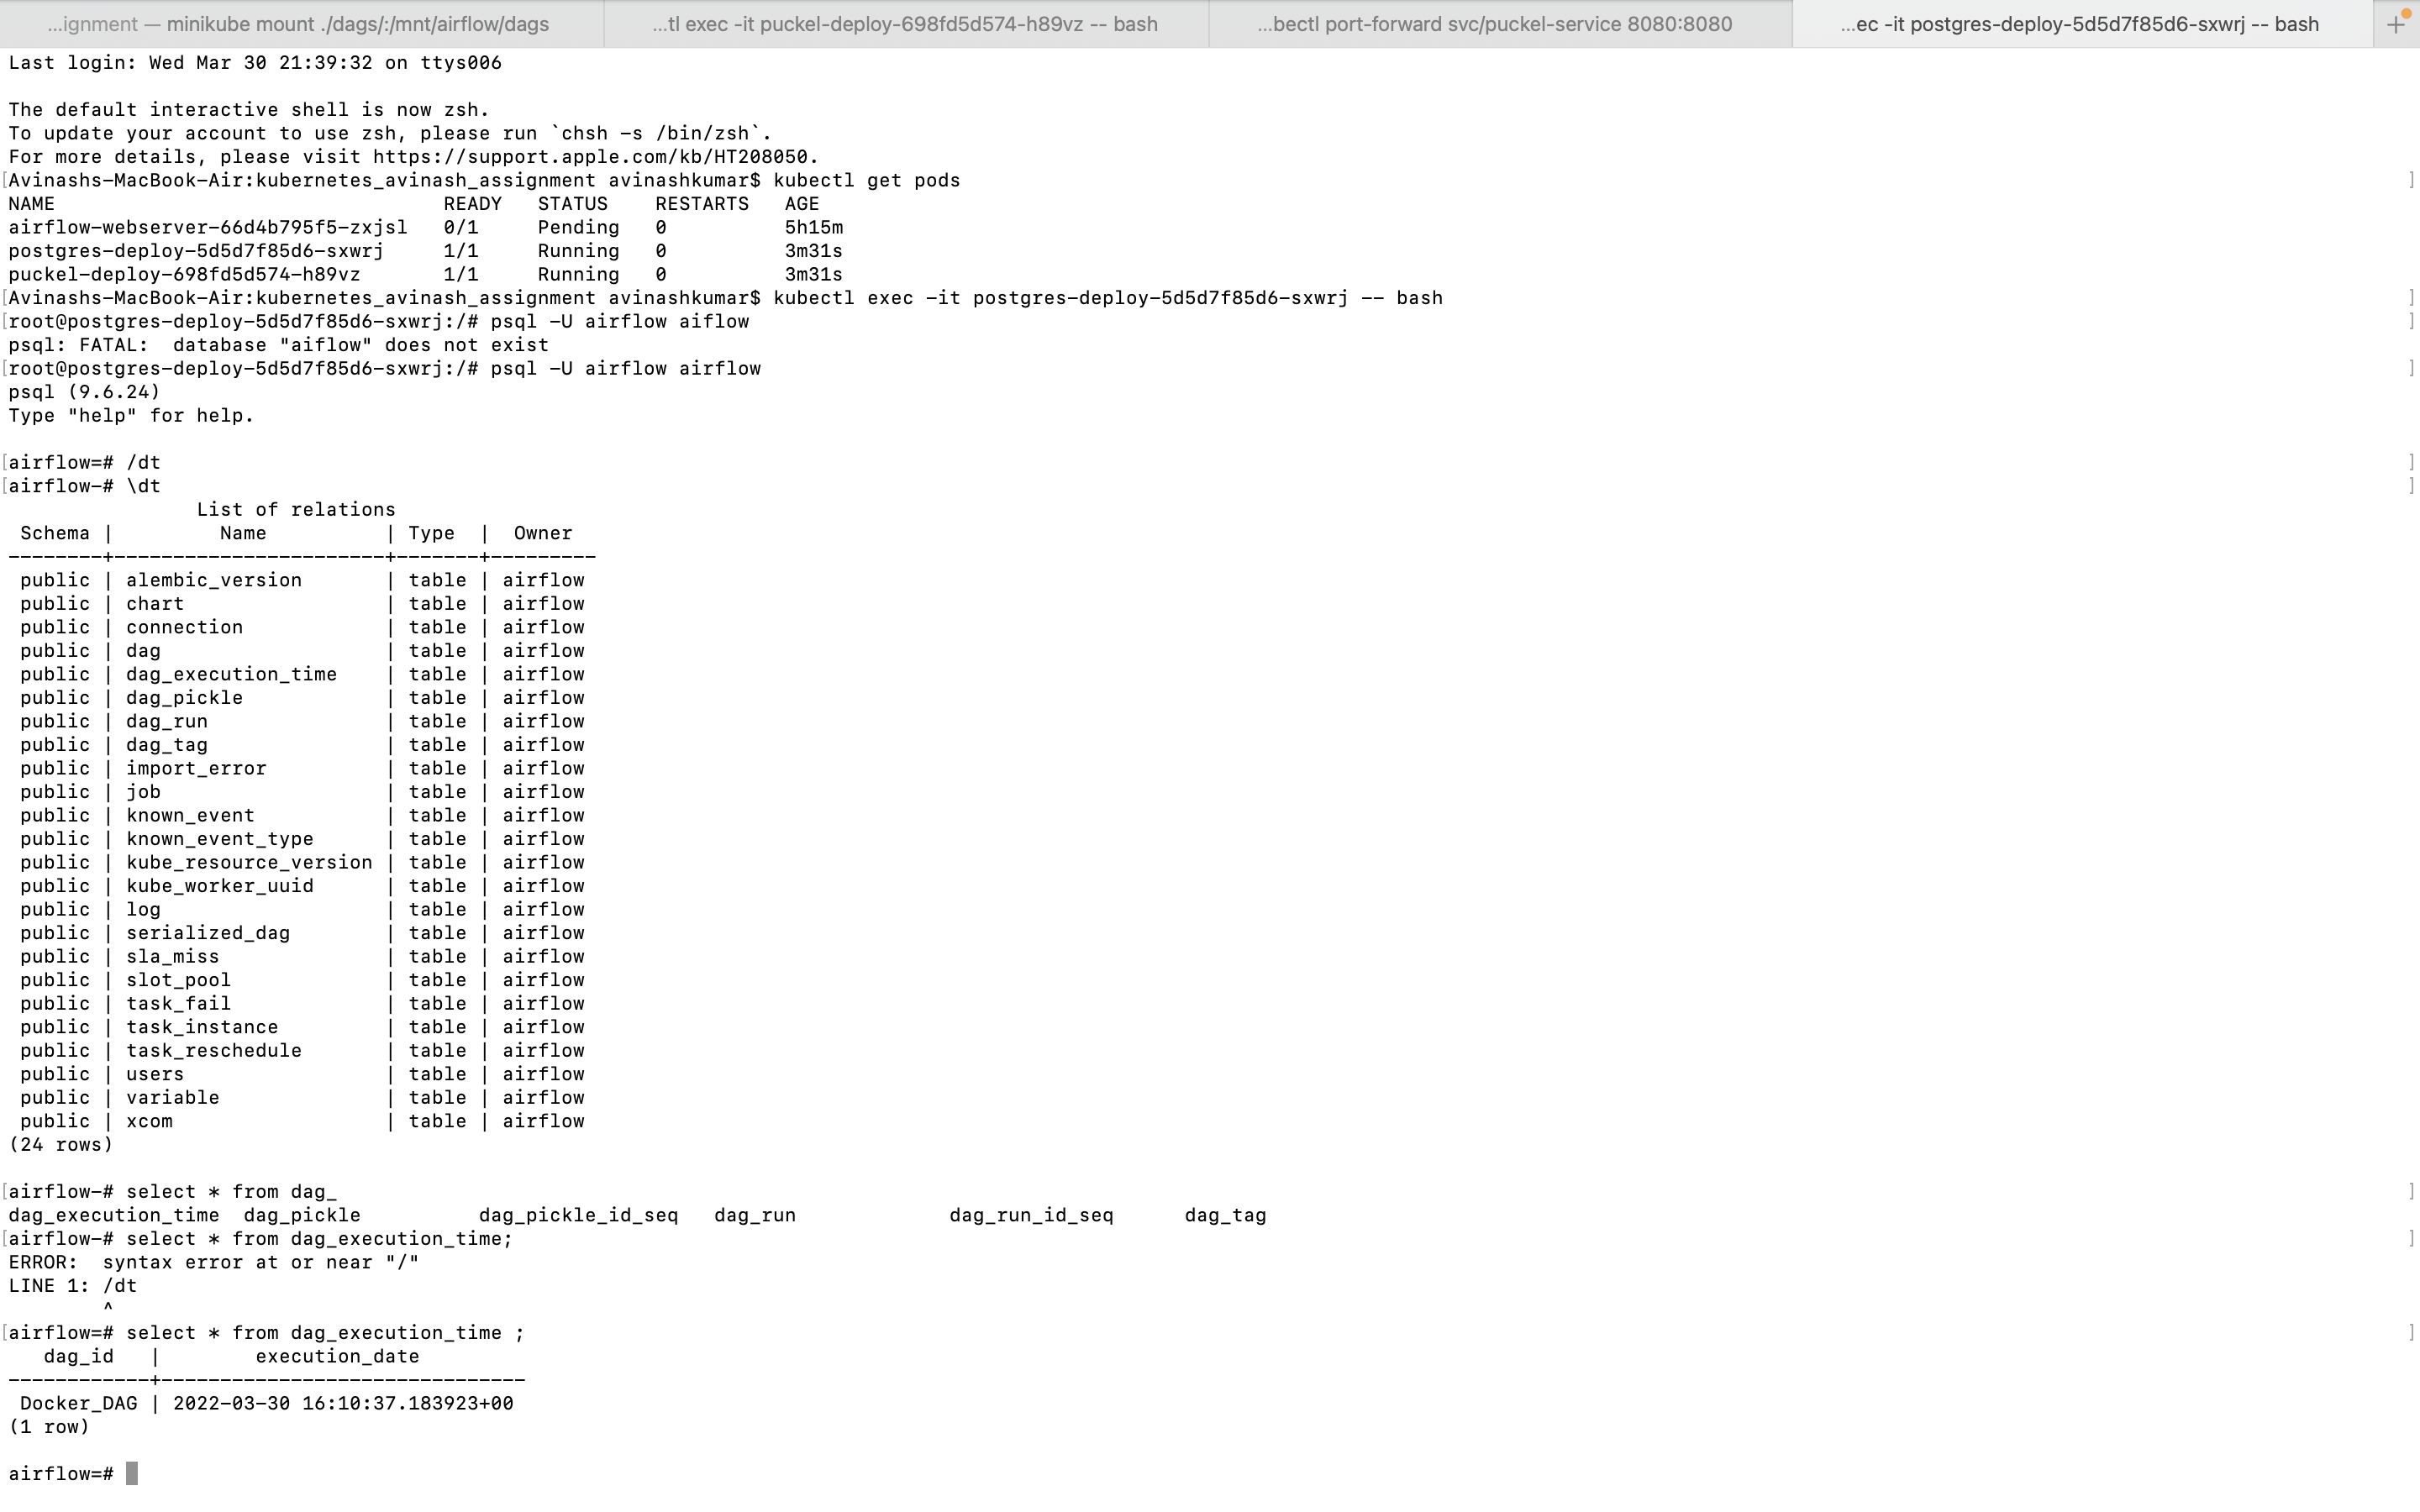 ...ignment — minikube mount ./dags/:/mnt/airflow/dags ...tl exec -it puckel-deploy-698fd5d574-h89vz -- bash ...bectl port-forward svc/puckel-service 8080:8080 ...ec -it postgres-deploy-5d5d7f85d6-sxwrj -- bash +
Last login: Wed Mar 30 21:39:32 on ttys006
The default interactive shell is now zsh.
To update your account to use zsh, please run `chsh -s /bin/zsh`.
For more details, please visit https://support.apple.com/kb/HT208050.
[Avinashs-MacBook-Air:kubernetes_avinash_assignment avinashkumar$ kubectl get pods ]
NAME READY STATUS RESTARTS AGE
airflow-webserver-66d4b795f5-zxjsl 0/1 Pending 0 5h15m
postgres-deploy-5d5d7f85d6-sxwrj 1/1 Running 0 3m31s
puckel-deploy-698fd5d574-h89vz 1/1 Running 0 3m31s
[Avinashs-MacBook-Air:kubernetes_avinash_assignment avinashkumar$ kubectl exec -it postgres-deploy-5d5d7f85d6-sxwrj -- bash ]
[root@postgres-deploy-5d5d7f85d6-sxwrj:/# psql -U airflow aiflow ]
psql: FATAL:  database "aiflow" does not exist
[root@postgres-deploy-5d5d7f85d6-sxwrj:/# psql -U airflow airflow ]
psql (9.6.24)
Type "help" for help.
[airflow=# /dt ]
[airflow-# \dt ]
List of relations
Schema | Name | Type | Owner
--------+-----------------------+-------+---------
public | alembic_version | table | airflow
public | chart | table | airflow
public | connection | table | airflow
public | dag | table | airflow
public | dag_execution_time | table | airflow
public | dag_pickle | table | airflow
public | dag_run | table | airflow
public | dag_tag | table | airflow
public | import_error | table | airflow
public | job | table | airflow
public | known_event | table | airflow
public | known_event_type | table | airflow
public | kube_resource_version | table | airflow
public | kube_worker_uuid | table | airflow
public | log | table | airflow
public | serialized_dag | table | airflow
public | sla_miss | table | airflow
public | slot_pool | table | airflow
public | task_fail | table | airflow
public | task_instance | table | airflow
public | task_reschedule | table | airflow
public | users | table | airflow
public | variable | table | airflow
public | xcom | table | airflow
(24 rows)
[airflow-# select * from dag_ ]
dag_execution_time dag_pickle dag_pickle_id_seq dag_run dag_run_id_seq dag_tag
[airflow-# select * from dag_execution_time; ]
ERROR:  syntax error at or near "/"
LINE 1: /dt
^
[airflow=# select * from dag_execution_time ; ]
dag_id | execution_date
------------+-------------------------------
Docker_DAG | 2022-03-30 16:10:37.183923+00
(1 row)
airflow=#